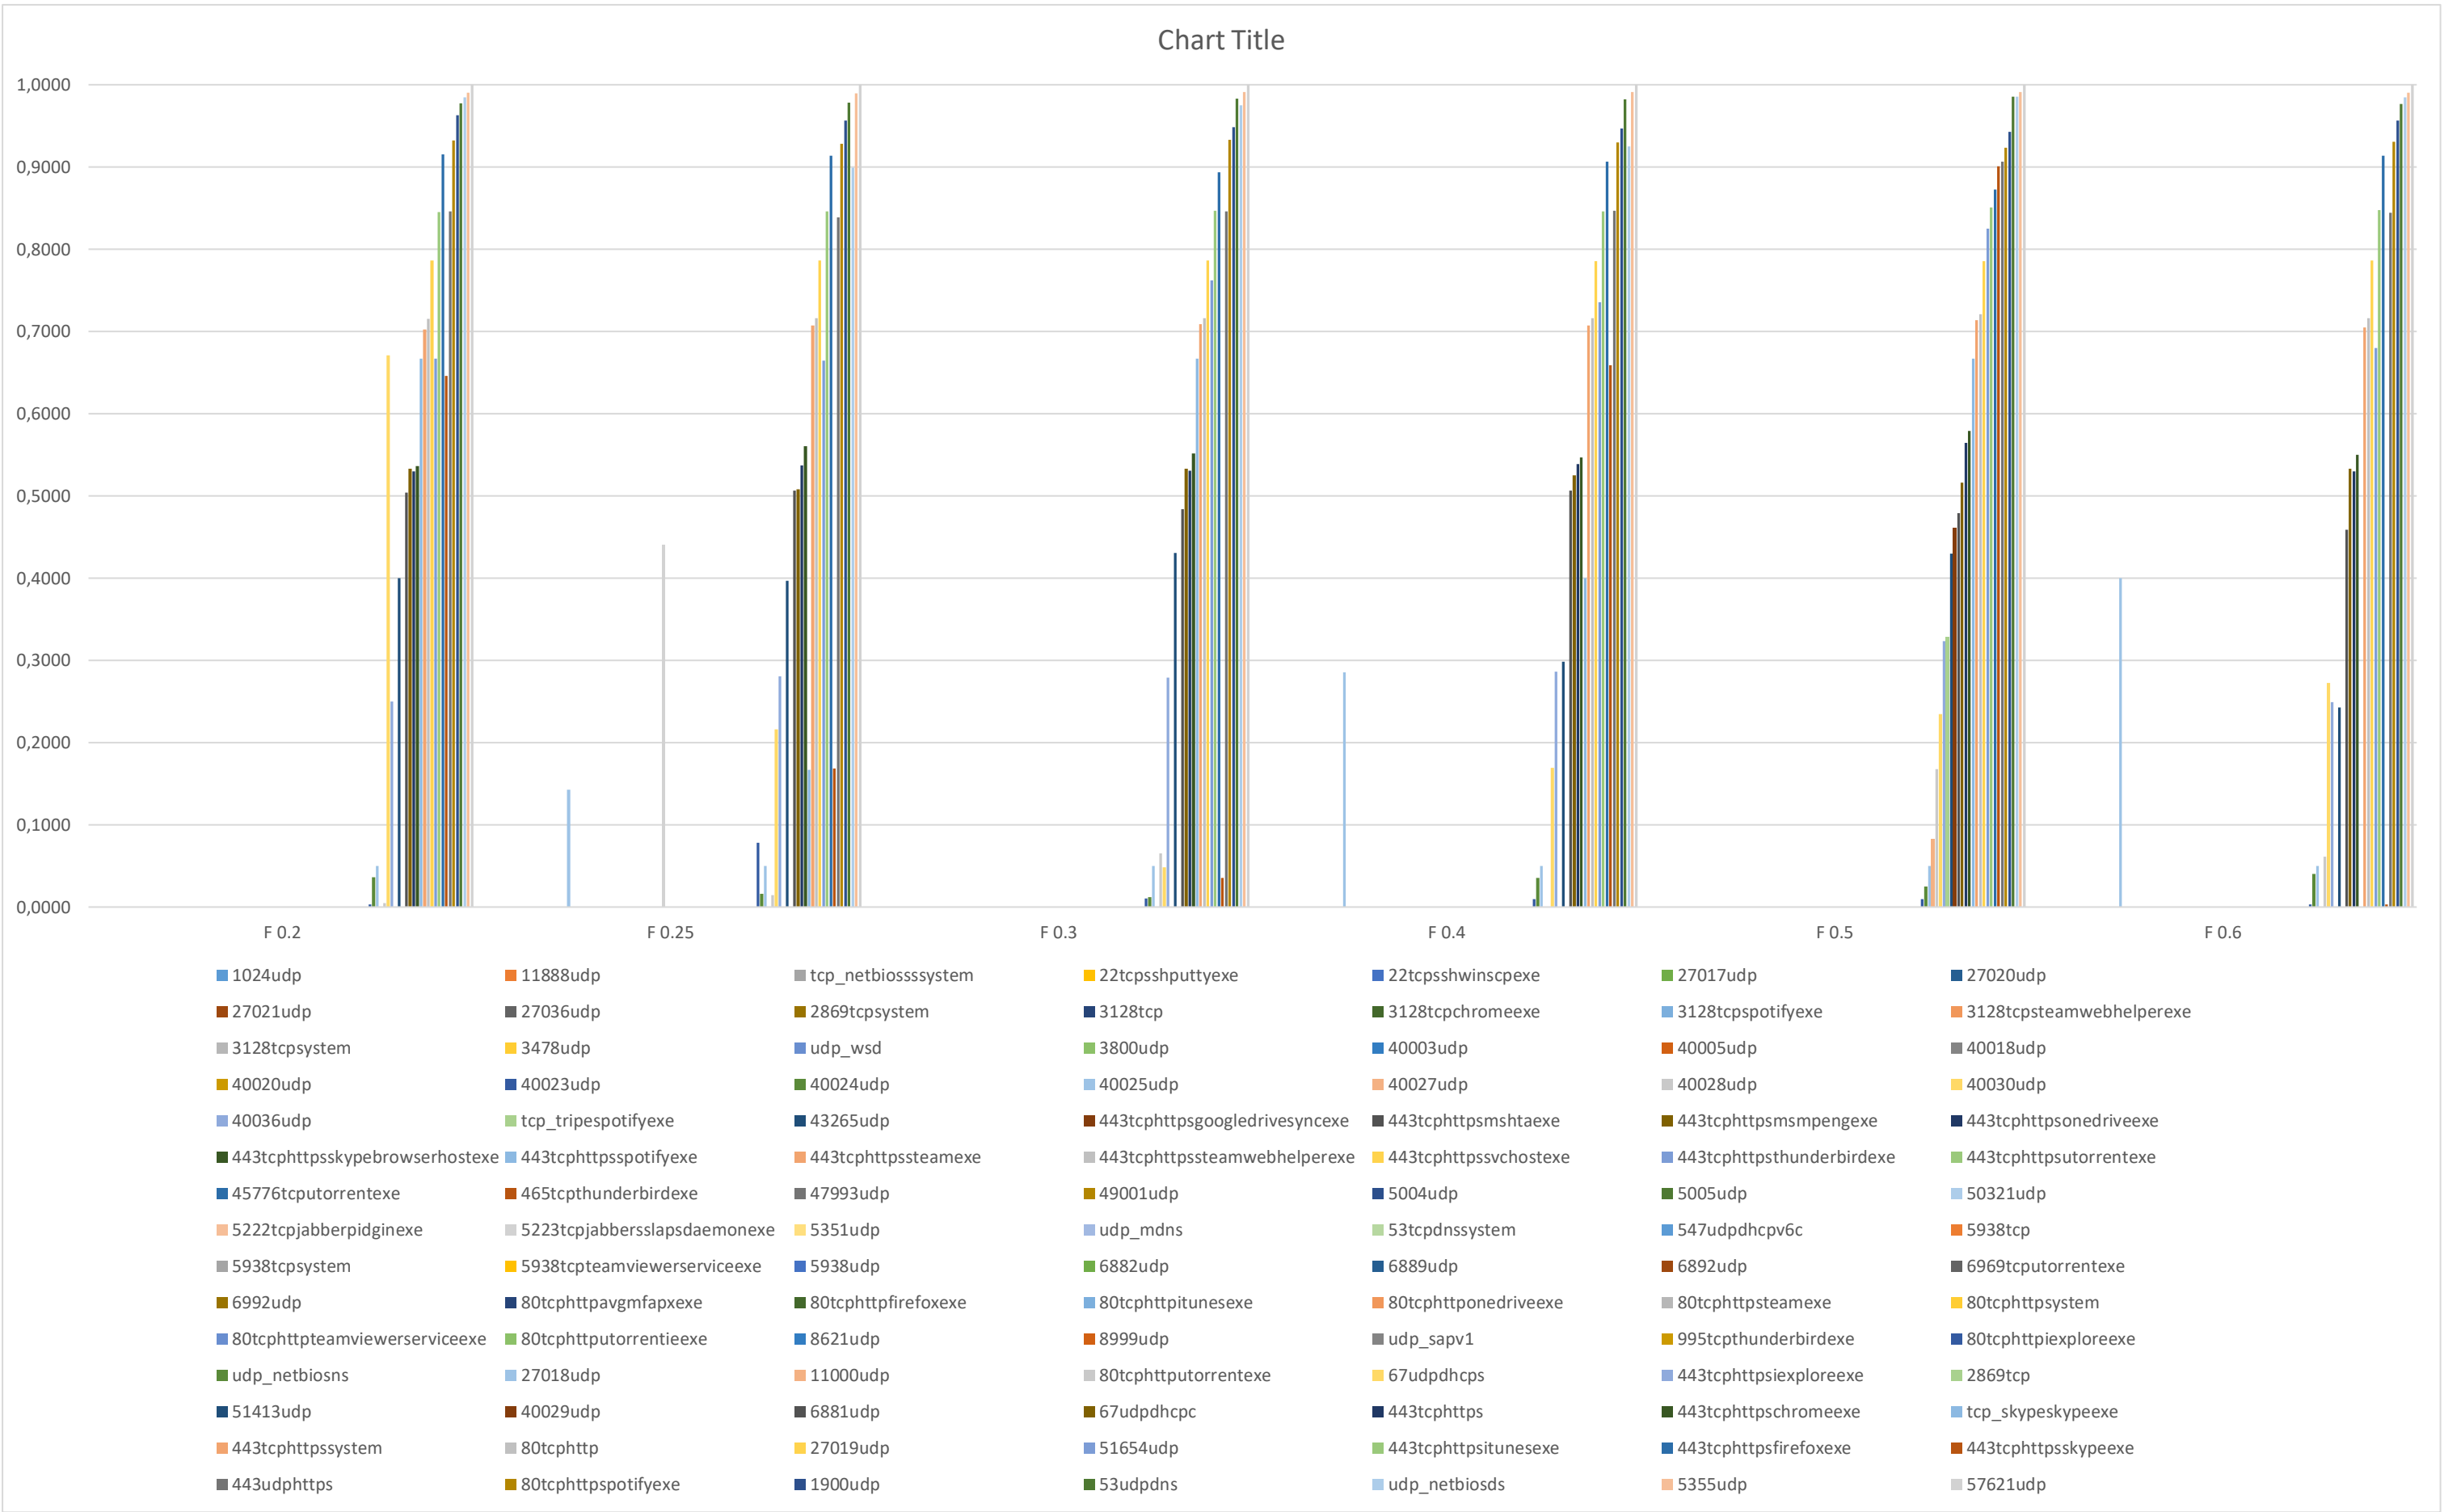 Chart Title
1,0000
0,9000
0,8000
0,7000
0,6000
0,5000
0,4000
0,3000
0,2000
0,1000
0,0000
F 0.2 F 0.25 F 0.3 F 0.4 F 0.5 F 0.6
1024udp 11888udp tcp_netbiossssystem 22tcpsshputtyexe 22tcpsshwinscpexe 27017udp 27020udp
27021udp 27036udp 2869tcpsystem 3128tcp 3128tcpchromeexe 3128tcpspotifyexe 3128tcpsteamwebhelperexe
3128tcpsystem 3478udp udp_wsd 3800udp 40003udp 40005udp 40018udp
40020udp 40023udp 40024udp 40025udp 40027udp 40028udp 40030udp
40036udp tcp_tripespotifyexe 43265udp 443tcphttpsgoogledrivesyncexe 443tcphttpsmshtaexe 443tcphttpsmsmpengexe 443tcphttpsonedriveexe
443tcphttpsskypebrowserhostexe 443tcphttpsspotifyexe 443tcphttpssteamexe 443tcphttpssteamwebhelperexe 443tcphttpssvchostexe 443tcphttpsthunderbirdexe 443tcphttpsutorrentexe
45776tcputorrentexe 465tcpthunderbirdexe 47993udp 49001udp 5004udp 5005udp 50321udp
5222tcpjabberpidginexe 5223tcpjabbersslapsdaemonexe 5351udp udp_mdns 53tcpdnssystem 547udpdhcpv6c 5938tcp
5938tcpsystem 5938tcpteamviewerserviceexe 5938udp 6882udp 6889udp 6892udp 6969tcputorrentexe
6992udp 80tcphttpavgmfapxexe 80tcphttpfirefoxexe 80tcphttpitunesexe 80tcphttponedriveexe 80tcphttpsteamexe 80tcphttpsystem
80tcphttpteamviewerserviceexe 80tcphttputorrentieexe 8621udp 8999udp udp_sapv1 995tcpthunderbirdexe 80tcphttpiexploreexe
udp_netbiosns 27018udp 11000udp 80tcphttputorrentexe 67udpdhcps 443tcphttpsiexploreexe 2869tcp
51413udp 40029udp 6881udp 67udpdhcpc 443tcphttps 443tcphttpschromeexe tcp_skypeskypeexe
443tcphttpssystem 80tcphttp 27019udp 51654udp 443tcphttpsitunesexe 443tcphttpsfirefoxexe 443tcphttpsskypeexe
443udphttps 80tcphttpspotifyexe 1900udp 53udpdns udp_netbiosds 5355udp 57621udp